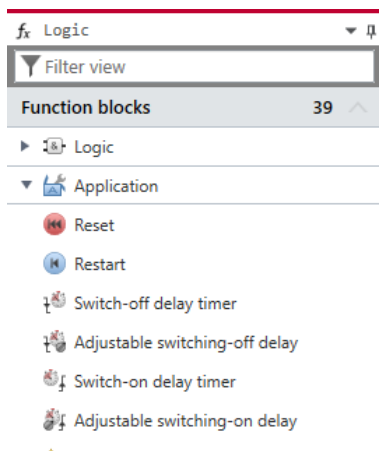 fx Logic
Filter view
Function blocks 39
& Logic
Application
Reset
Restart
Switch-off delay timer
Adjustable switching-off delay
Switch-on delay timer
Adjustable switching-on delay